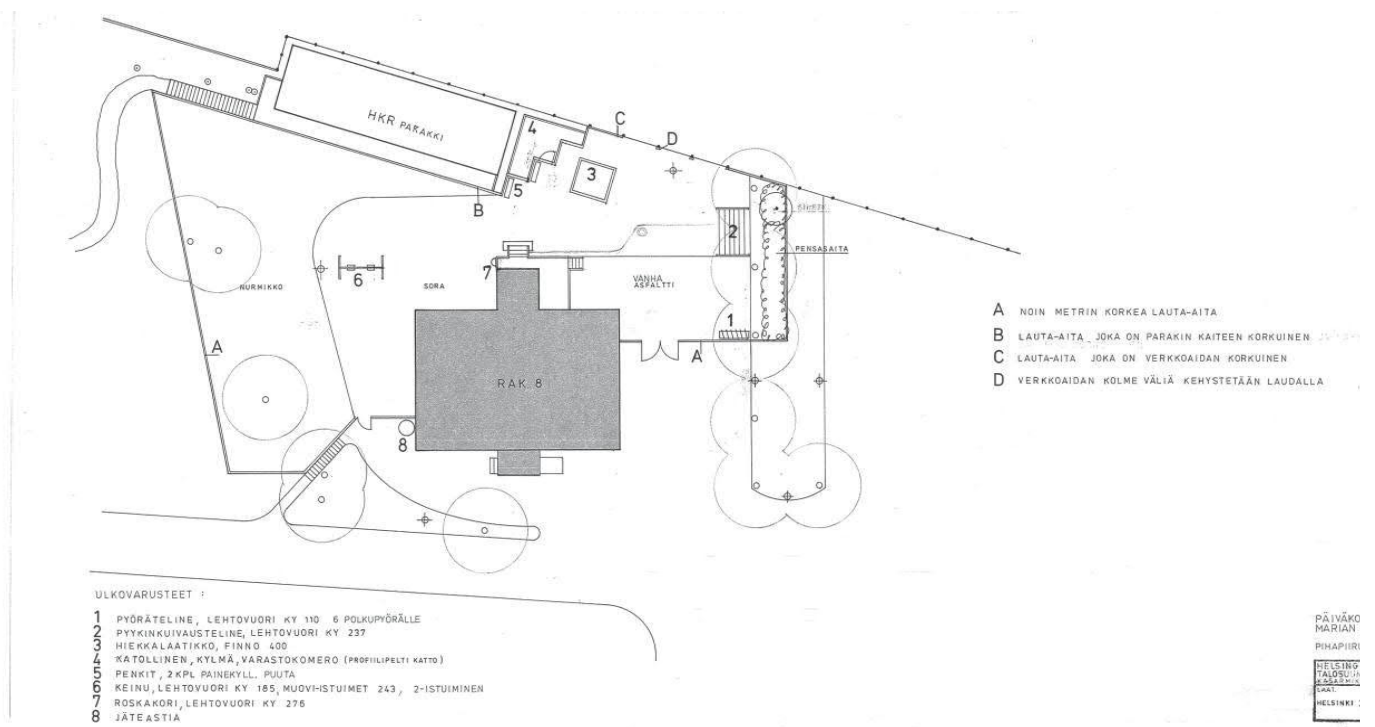 HKR PARAKKI
4
C
D
3
5
B
2
PENSASAITA
7
6
VANHA
ASFALTTI
NURMIKKO
SORA
1
A
A
RAK 8
8
A NOIN METRIN KORKEA LAUTA-AITA
B LAUTA-AITA JOKA ON PARAKIN KAITEEN KORKUINEN
C LAUTA-AITA JOKA ON VERKKOAIDAN KORKUINEN
D VERKKOAIDAN KOLME VÄLIÄ KEHYSTETÄÄN LAUDALLA
ULKOVARUSTEET :
1 PYÖRÄTELINE, LEHTOVUORI KY 110 6 POLKUPYÖRÄLLE
2 PYYKINKUIVAUSTELINE, LEHTOVUORI KY 237
3 HIEKKALAATIKKO, FINNO 400
4 KATOLLINEN, KYLMÄ, VARASTOKOMERO (PROFIILIPELTI KATTO)
5 PENKIT, 2 KPL PAINEKYLL. PUUTA
6 KEINU, LEHTOVUORI KY 185, MUOVI-ISTUIMET 243, 2-ISTUIMINEN
7 ROSKAKORI, LEHTOVUORI KY 276
8 JÄTEASTIA
PÄIVÄKO
MARIAN
PIHAPIIRU
HELSING
TALOSUUN
KASARMIK
HELSINKI